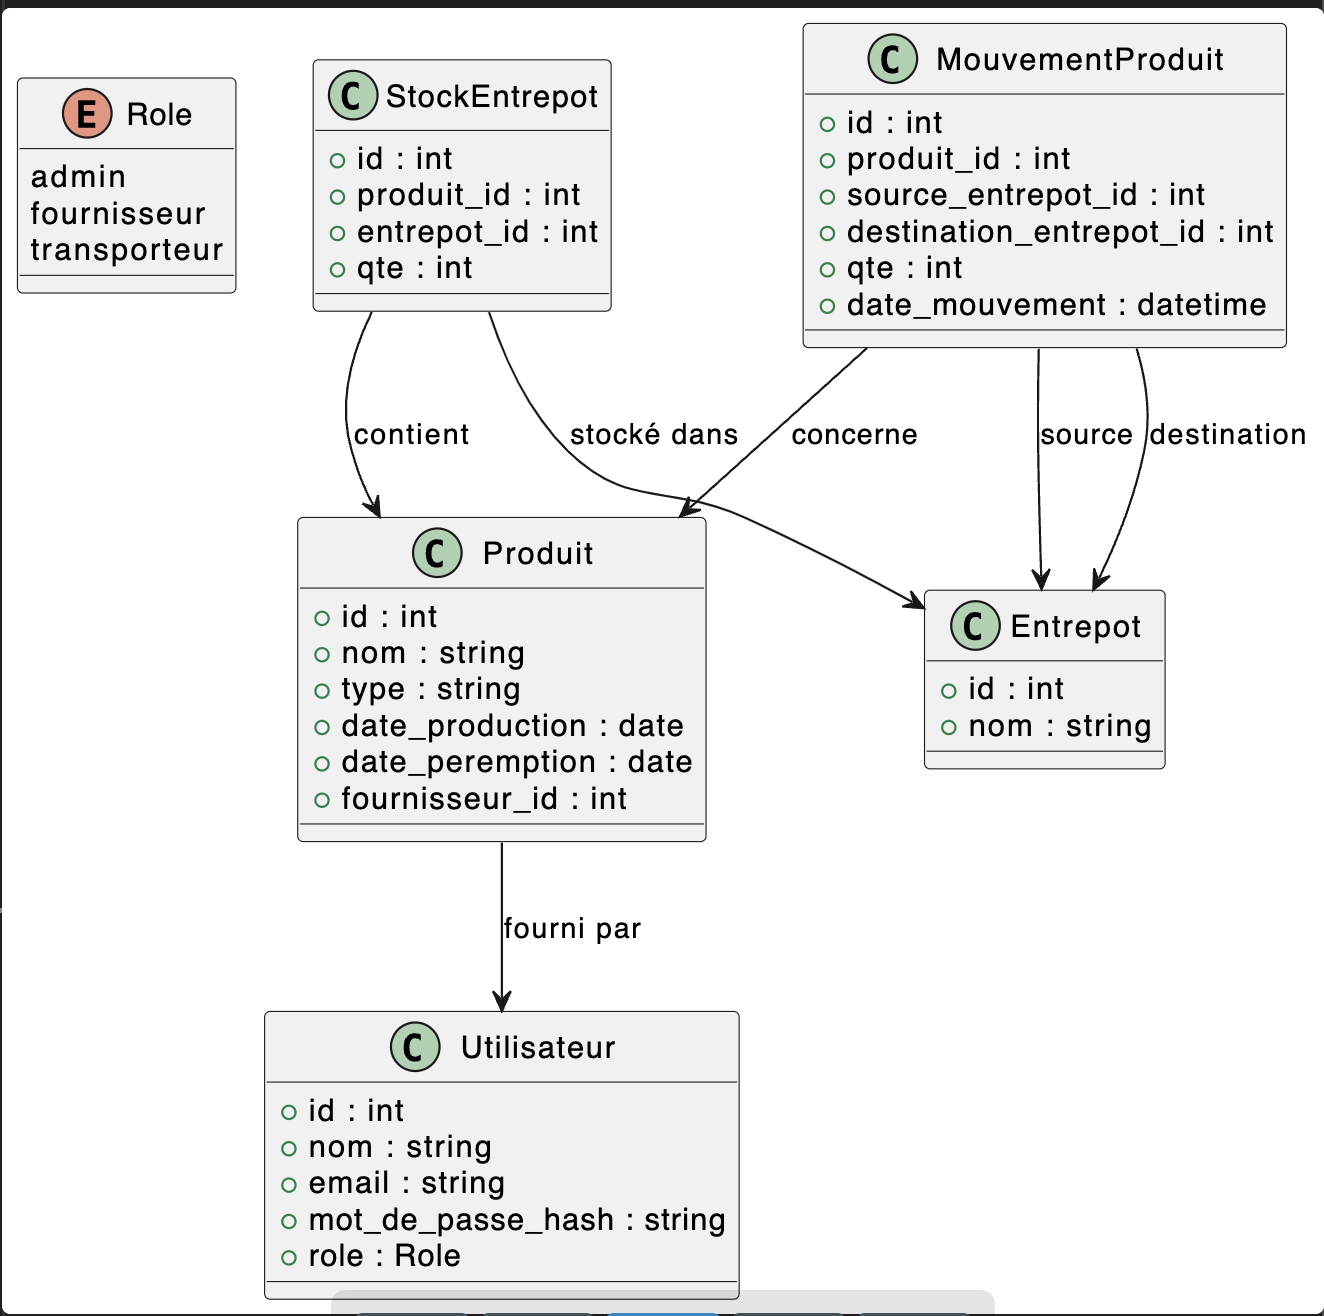 E Role
admin
fournisseur
transporteur
C StockEntrepot
id : int
produit_id : int
entrepot_id : int
qte : int
C MouvementProduit
id : int
produit_id : int
source_entrepot_id : int
destination_entrepot_id : int
qte : int
date_mouvement : datetime
contient
stocké dans
concerne
source
destination
C Produit
id : int
nom : string
type : string
date_production : date
date_peremption : date
fournisseur_id : int
C Entrepot
id : int
nom : string
fourni par
C Utilisateur
id : int
nom : string
email : string
mot_de_passe_hash : string
role : Role